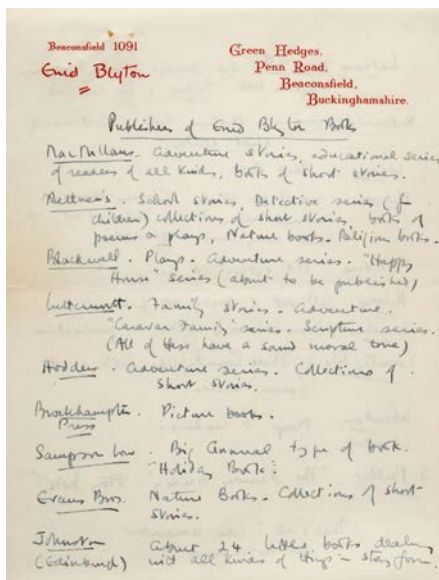 Beaconsfield 1091
Green Hedges,
Penn Road,
Beaconsfield,
Buckinghamshire.
Enid Blyton
Publishers of Enid Blyton Books
MacMillans. Adventure stories, educational series
of readers of all kinds, books of short stories.
Methuen's. School stories, Detective series (for
children) collections of short stories, books of
poems & plays, Nature books. Religious books.
Blackwell. Plays. Adventure series. "Happy
House" series (about to be published)
Lutterworth. Family stories. Adventure.
"Caravan Family" series. Scripture series.
(All of these have a sound moral tone)
Hodder. Adventure series. Collections of
short stories.
Brockhampton Press. Picture books.
Sampson Low. Big Annual type of book.
"Holiday Book".
Evans Bros. Nature Books. Collections of short
stories.
Johnston About 24 books dealing
(Edinburgh) with all kinds of things - story form.